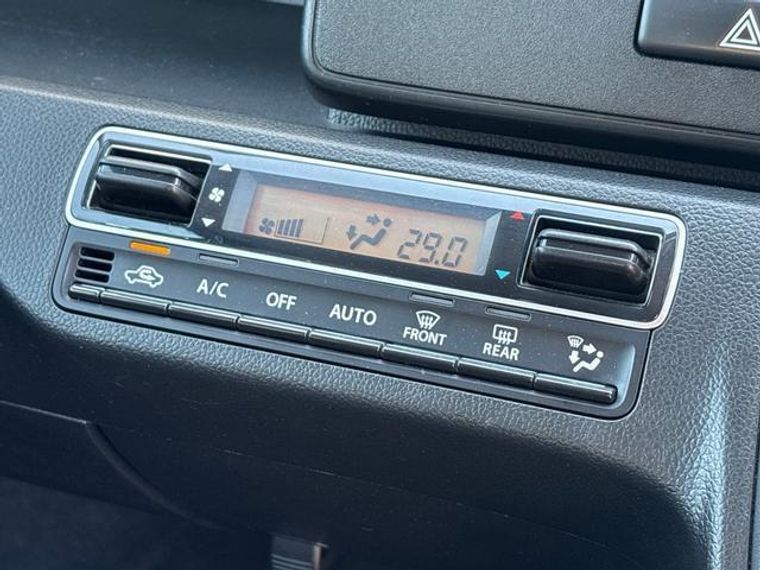 29.0
A/C OFF AUTO FRONT REAR